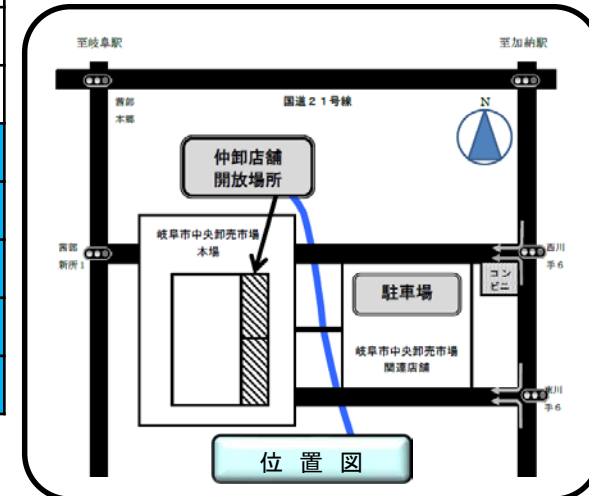 至岐阜駅
至加納駅
茜部
本郷
国道21号線
N
仲卸店舗
開放場所
岐阜市中央卸売市場
本場
茜部
新所1
西川
手6
コン
ビニ
駐車場
岐阜市中央卸売市場
関連店舗
川
手6
位置図